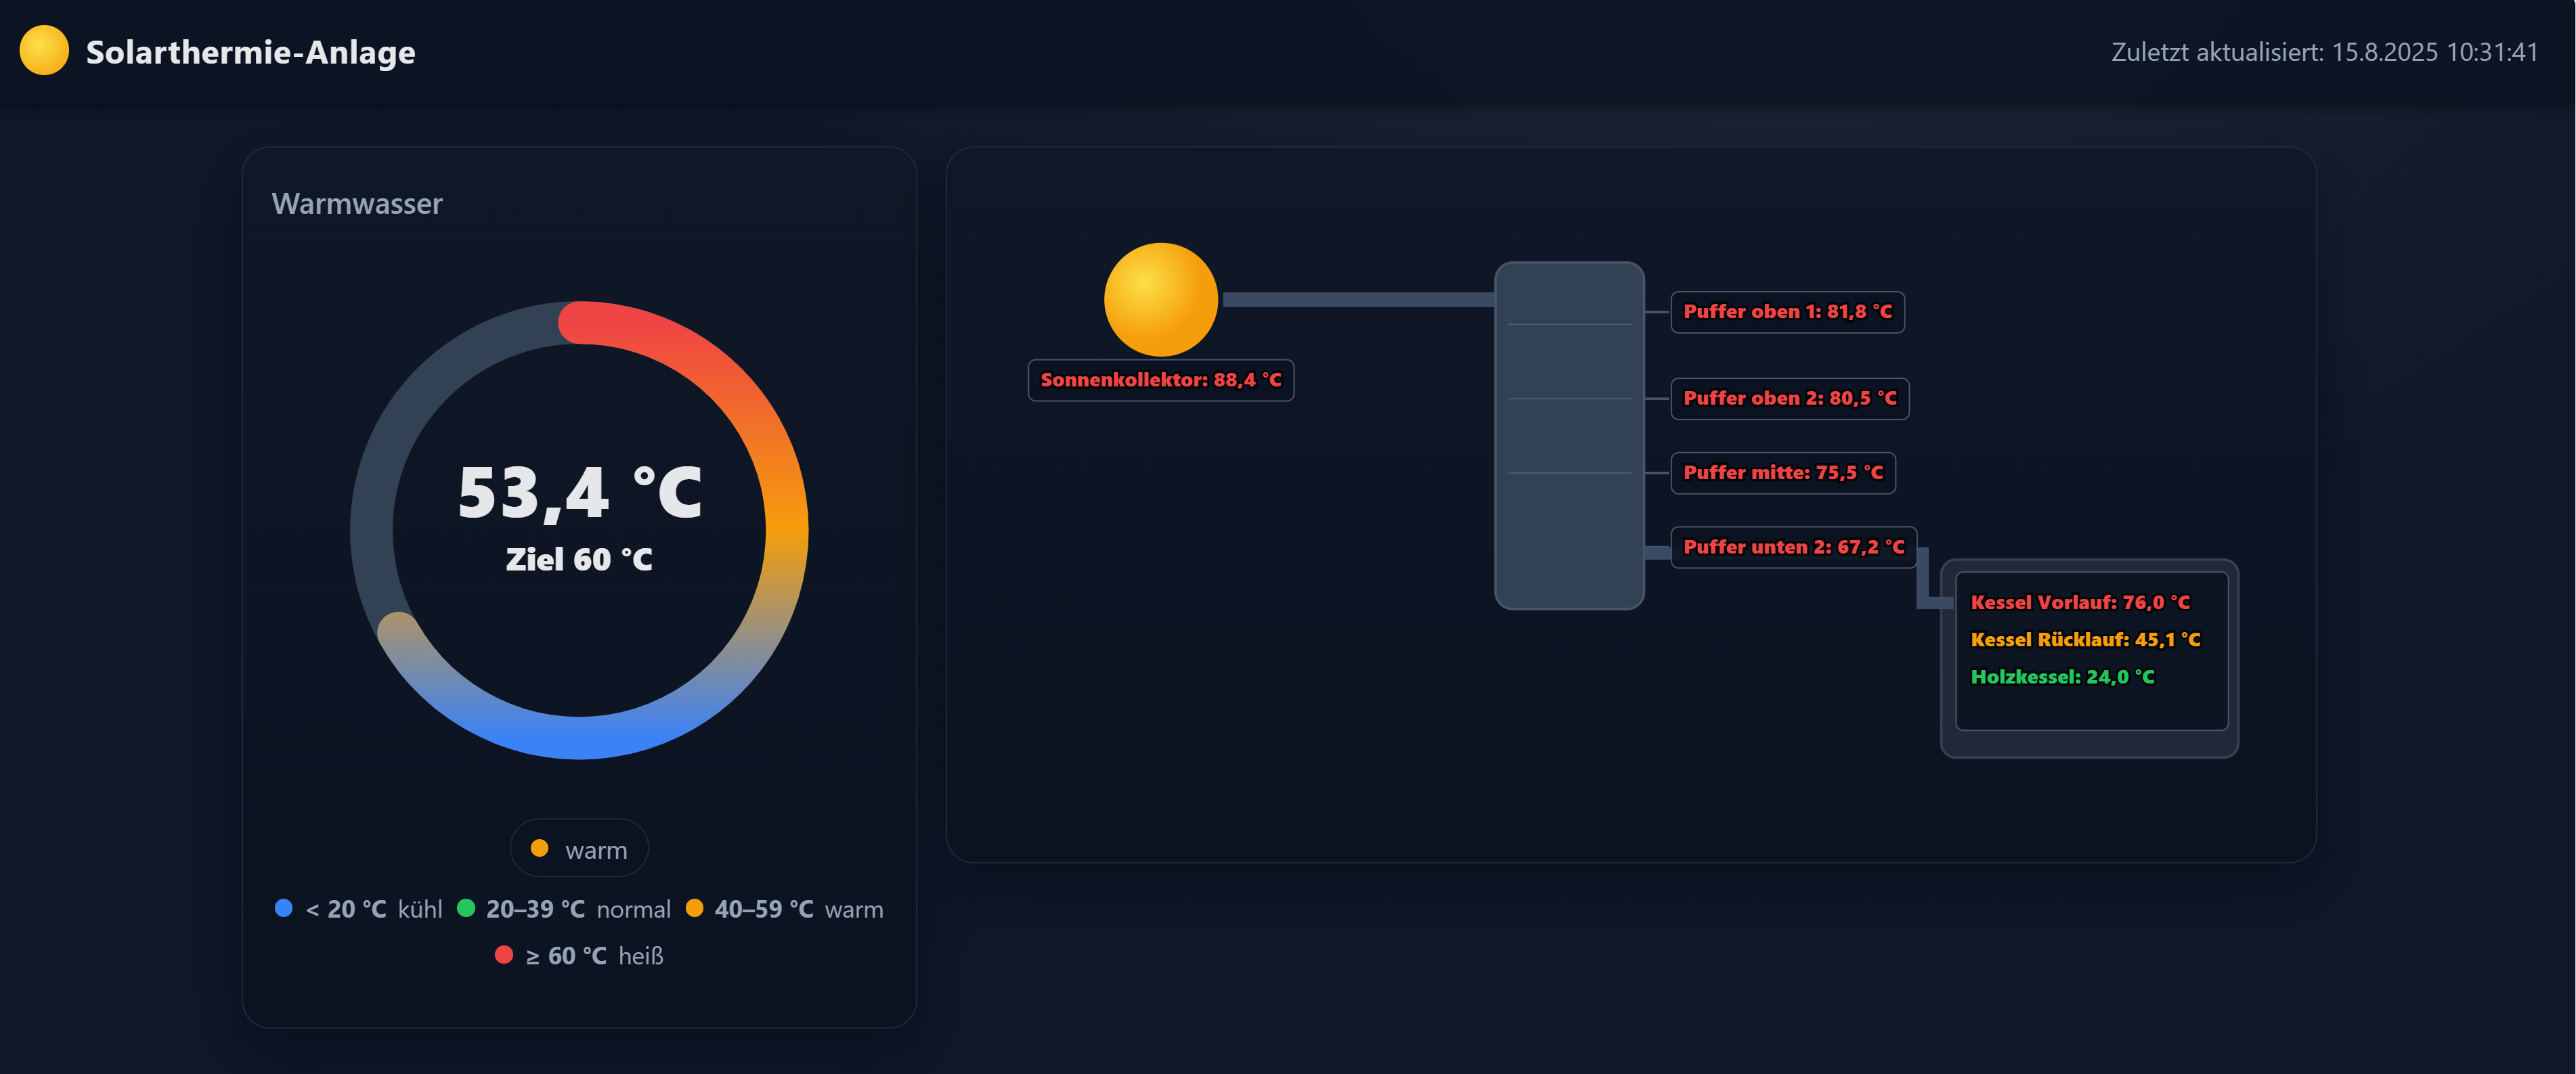 Solarthermie-Anlage
Zuletzt aktualisiert: 15.8.2025 10:31:41
Warmwasser
53,4 °C
Ziel 60 °C
warm
< 20 °C kühl 20–39 °C normal 40–59 °C warm
≥ 60 °C heiß
Sonnenkollektor: 88,4 °C
Puffer oben 1: 81,8 °C
Puffer oben 2: 80,5 °C
Puffer mitte: 75,5 °C
Puffer unten 2: 67,2 °C
Kessel Vorlauf: 76,0 °C
Kessel Rücklauf: 45,1 °C
Holzkessel: 24,0 °C